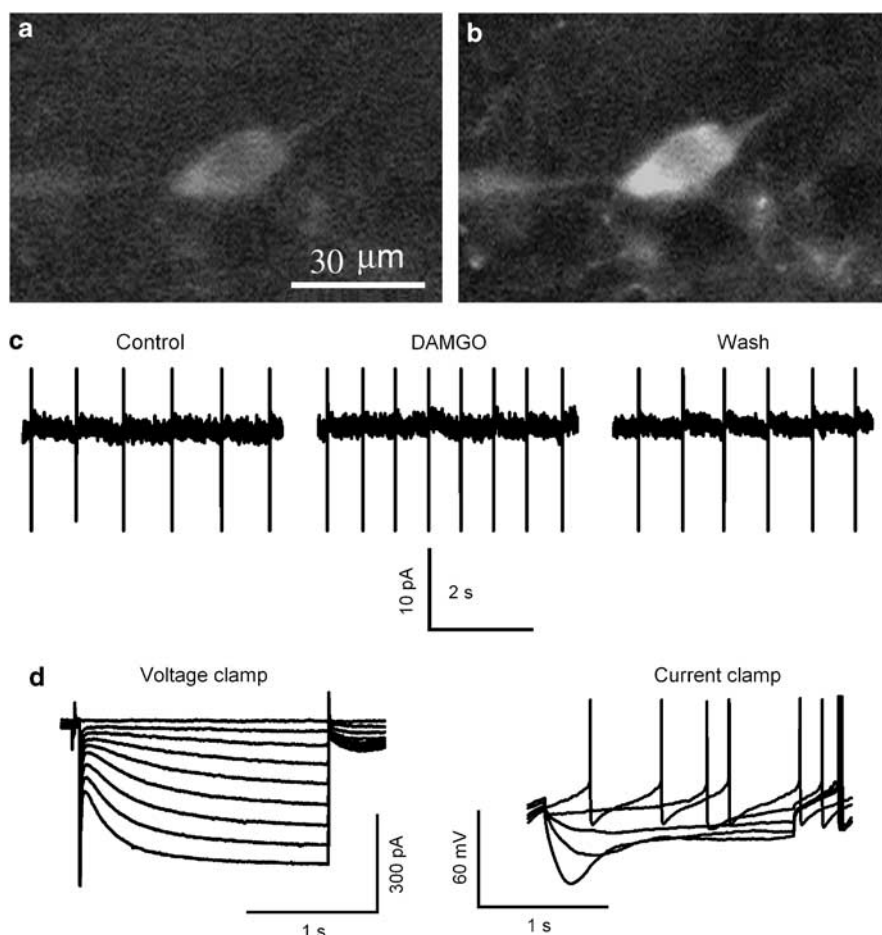 a
b
30 μm
c
Control
DAMGO
Wash
10 pA
2 s
d
Voltage clamp
Current clamp
300 pA
1 s
60 mV
1 s